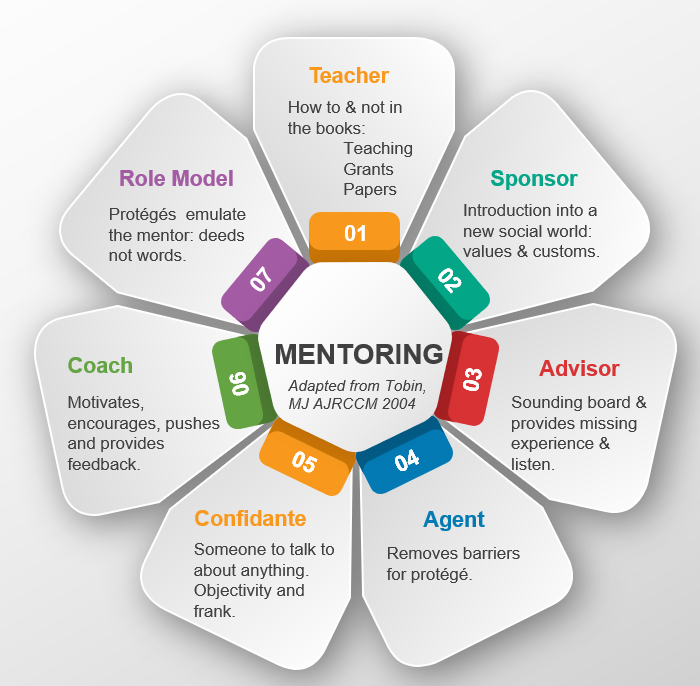 MENTORING
Adapted from Tobin,
MJ AJRCCM 2004
Teacher
How to & not in
the books:
Teaching
Grants
Papers
01
Sponsor
Introduction into a
new social world:
values & customs.
02
Advisor
Sounding board &
provides missing
experience &
listen.
03
Agent
Removes barriers
for protégé.
04
Confidante
Someone to talk to
about anything.
Objectivity and
frank.
05
Coach
Motivates,
encourages, pushes
and provides
feedback.
06
Role Model
Protégés emulate
the mentor: deeds
not words.
07